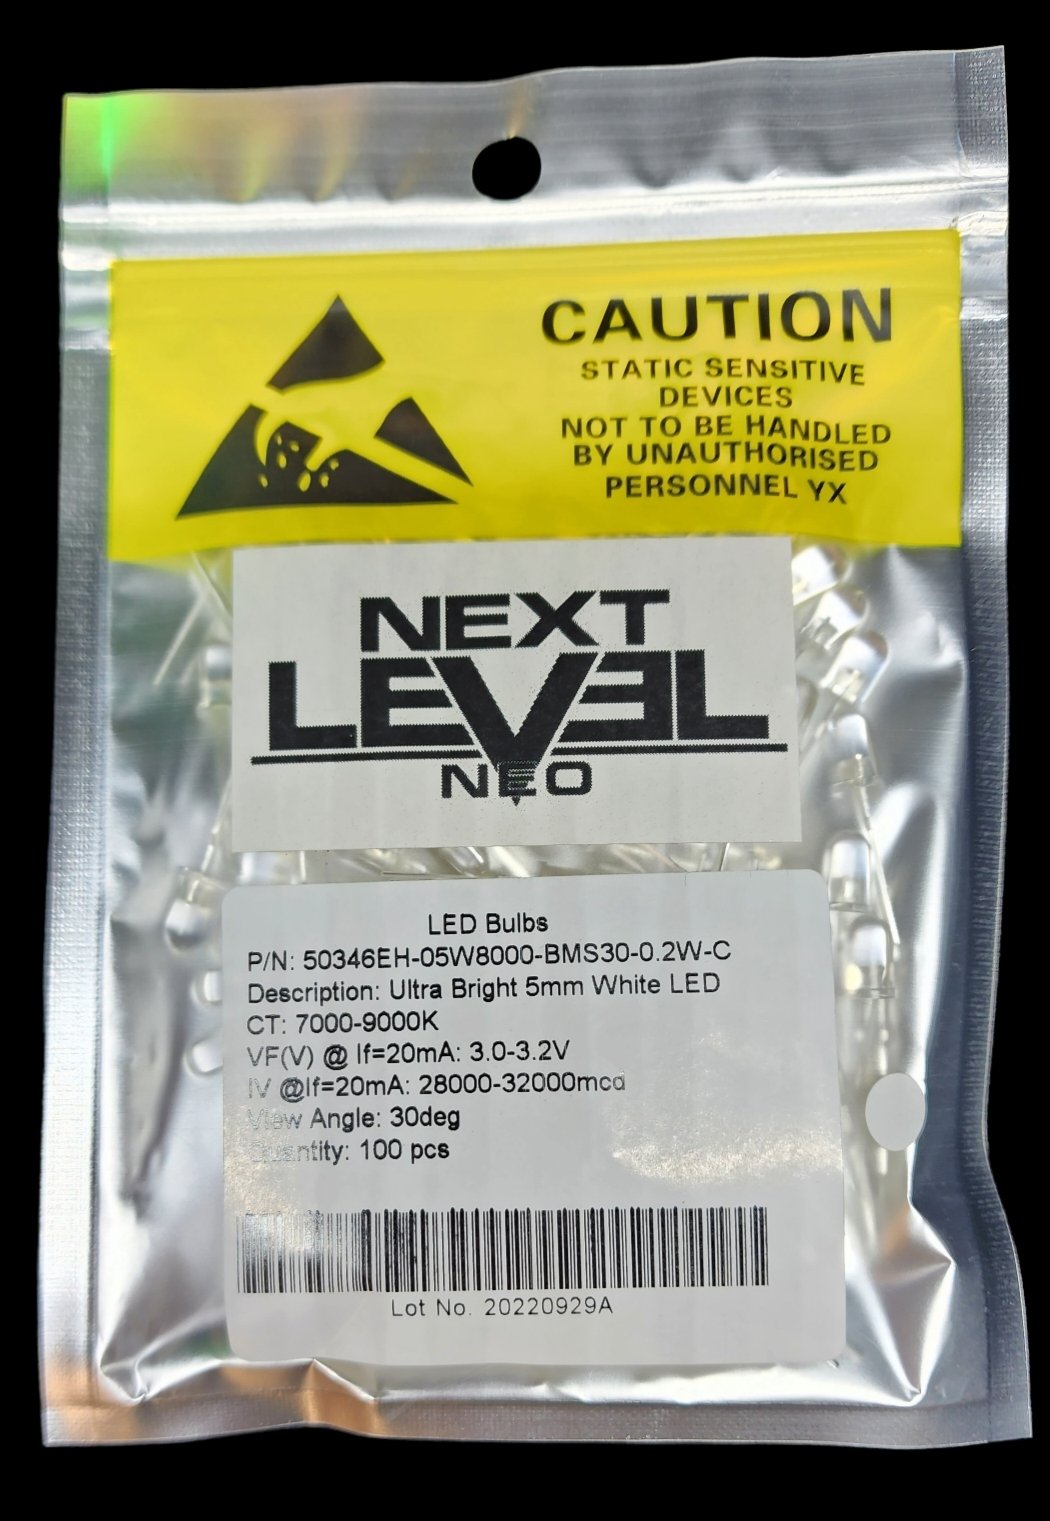 CAUTION
STATIC SENSITIVE
DEVICES
NOT TO BE HANDLED
BY UNAUTHORISED
PERSONNEL YX
NEXT
LEVEL
NEO
LED Bulbs
P/N: 50346EH-05W8000-BMS30-0.2W-C
Description: Ultra Bright 5mm White LED
CT: 7000-9000K
VF(V) @ If=20mA: 3.0-3.2V
IV @If=20mA: 28000-32000mcd
View Angle: 30deg
Quantity: 100 pcs
Lot No. 20220929A